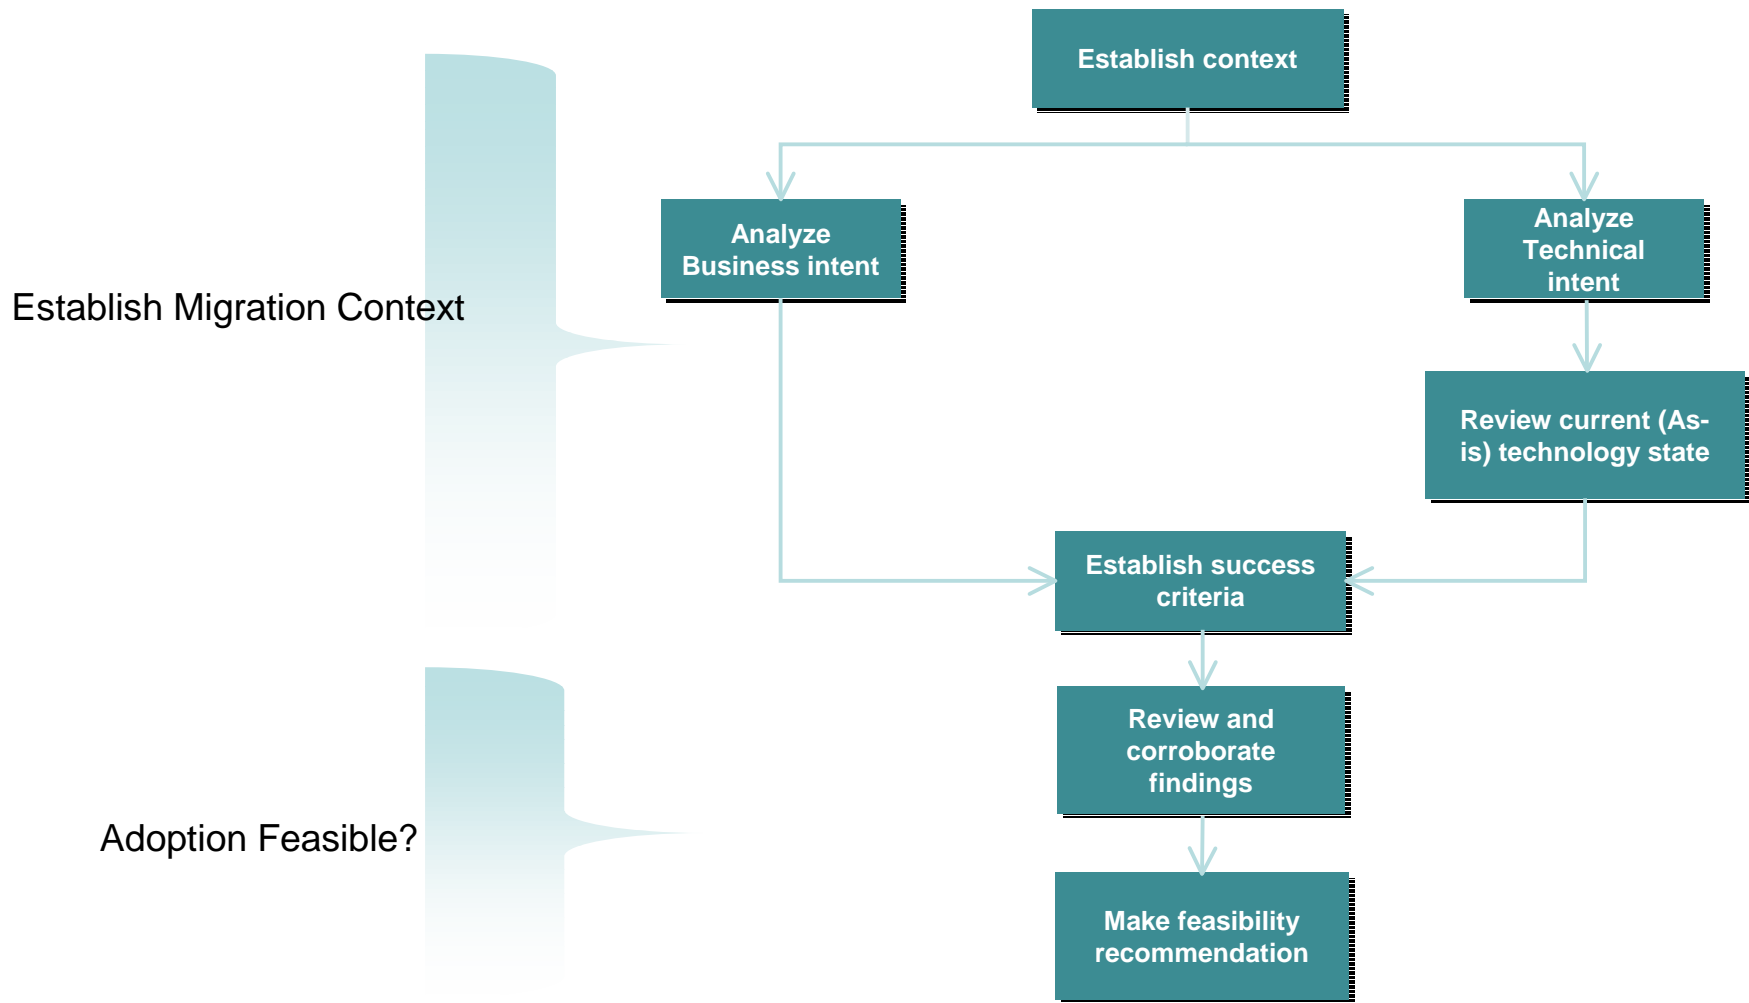 Establish context
Analyze
Business intent
Analyze
Technical
intent
Establish Migration Context
Review current (As-
is) technology state
Establish success
criteria
Review and
corroborate
findings
Adoption Feasible?
Make feasibility
recommendation